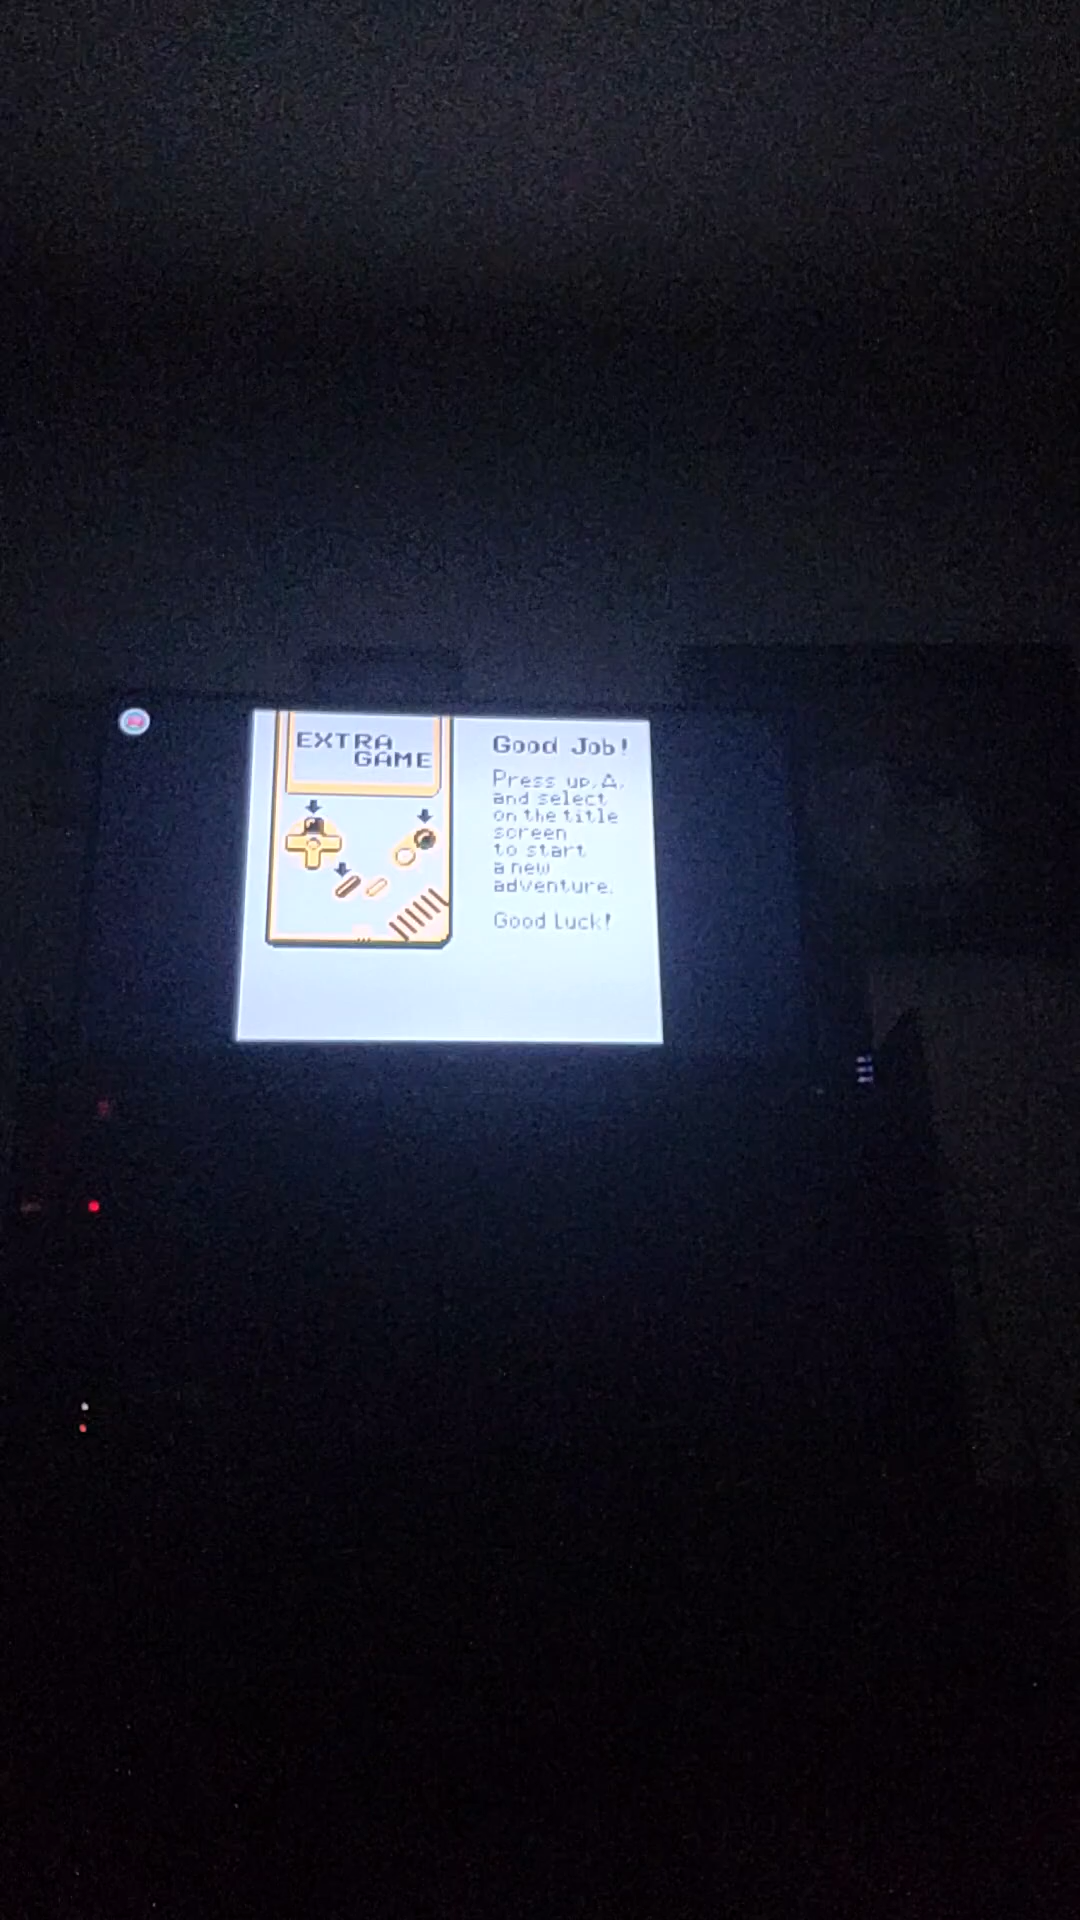 EXTRA
GAME
Good Job!
Press up,A,
and select
on the title
screen
to start
a new
adventure.
Good Luck!